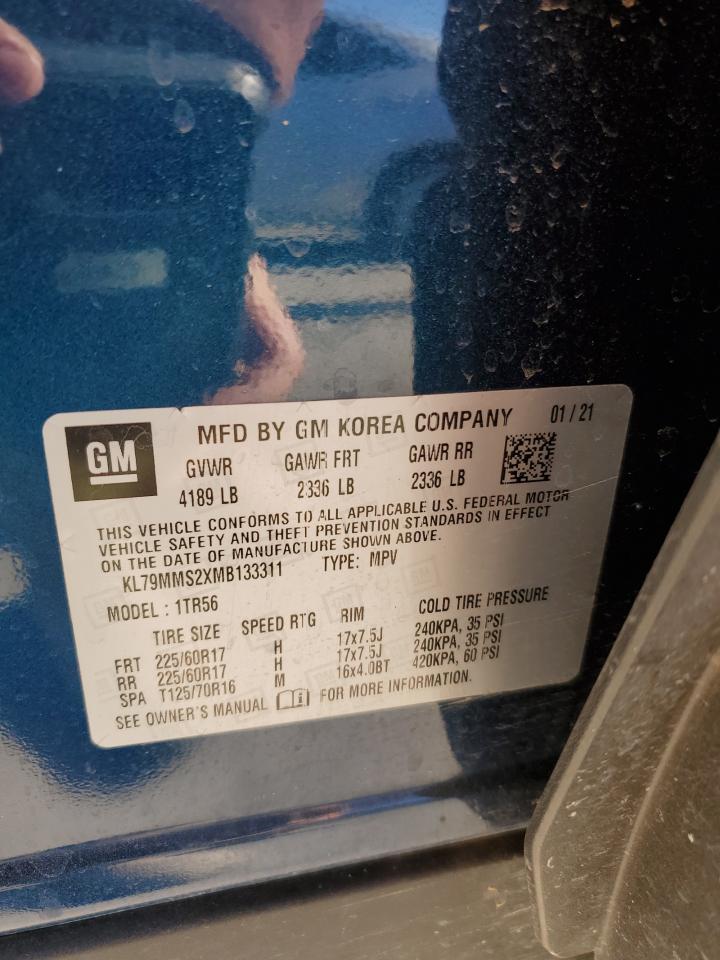 GM
MFD BY GM KOREA COMPANY 01/21
GVWR GAWR FRT GAWR RR
4189 LB 2336 LB 2336 LB
THIS VEHICLE CONFORMS TO ALL APPLICABLE U.S. FEDERAL MOTOR
VEHICLE SAFETY AND THEFT PREVENTION STANDARDS IN EFFECT
ON THE DATE OF MANUFACTURE SHOWN ABOVE.
KL79MMS2XMB133311 TYPE: MPV
MODEL: 1TR56
TIRE SIZE SPEED RTG RIM COLD TIRE PRESSURE
FRT 225/60R17 H 17x7.5J 240KPA, 35 PSI
RR 225/60R17 H 17x7.5J 240KPA, 35 PSI
SPA T125/70R16 M 16x4.0BT 420KPA, 60 PSI
SEE OWNER'S MANUAL FOR MORE INFORMATION.